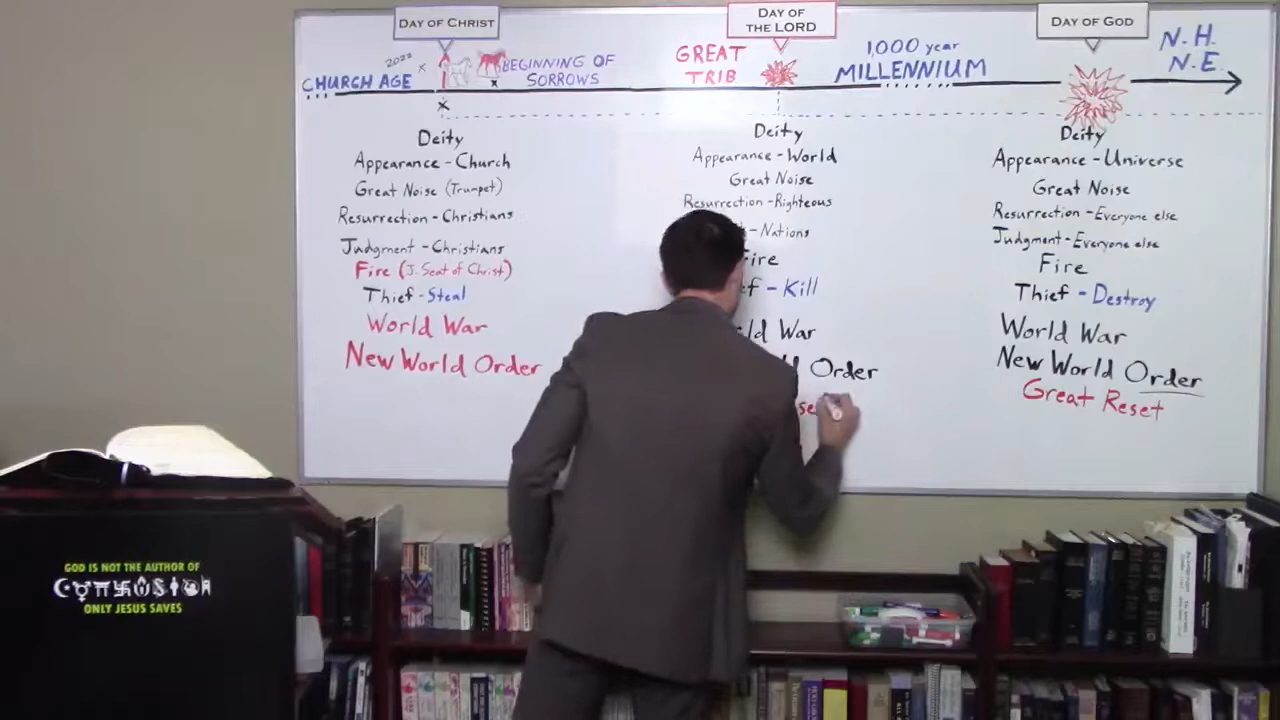 DAY OF CHRIST
DAY OF
THE LORD
DAY OF GOD
2022 x
CHURCH AGE
BEGINNING OF
SORROWS
GREAT
TRIB
1,000 year
MILLENNIUM
N.H.
N.E.
x
Deity
Appearance - Church
Great Noise (Trumpet)
Resurrection - Christians
Judgment - Christians
Fire (J. Seat of Christ)
Thief - Steal
World War
New World Order
Deity
Appearance - World
Great Noise
Resurrection - Righteous
- Nations
Fire
- Kill
War
Order
Deity
Appearance - Universe
Great Noise
Resurrection - Everyone else
Judgment - Everyone else
Fire
Thief - Destroy
World War
New World Order
Great Reset
GOD IS NOT THE AUTHOR OF
CONFUSION
ONLY JESUS SAVES